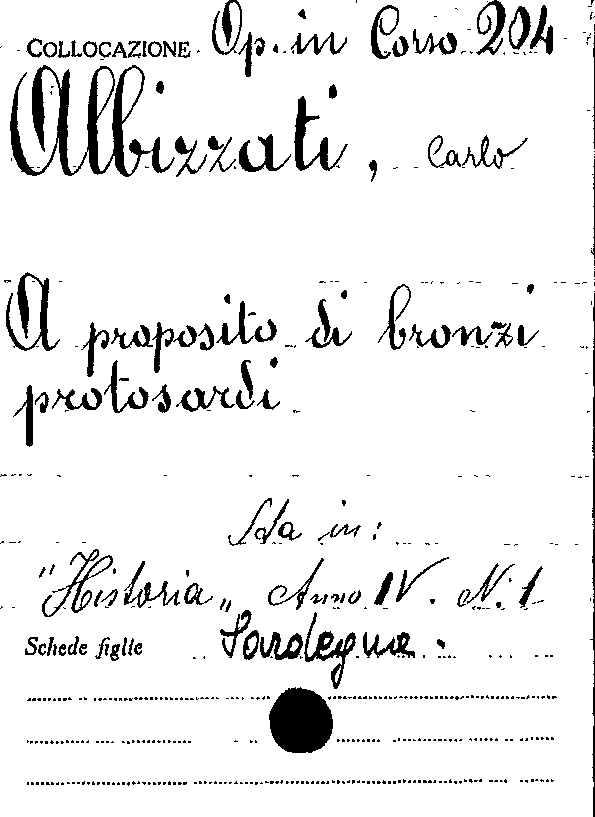 COLLOCAZIONE Op. in Corso 204
Albizzati, Carlo
A proposito di bronzi
protosardi
Sta in:
"Historia„ Anno IV. N. 1
Schede figlie Sardegna.